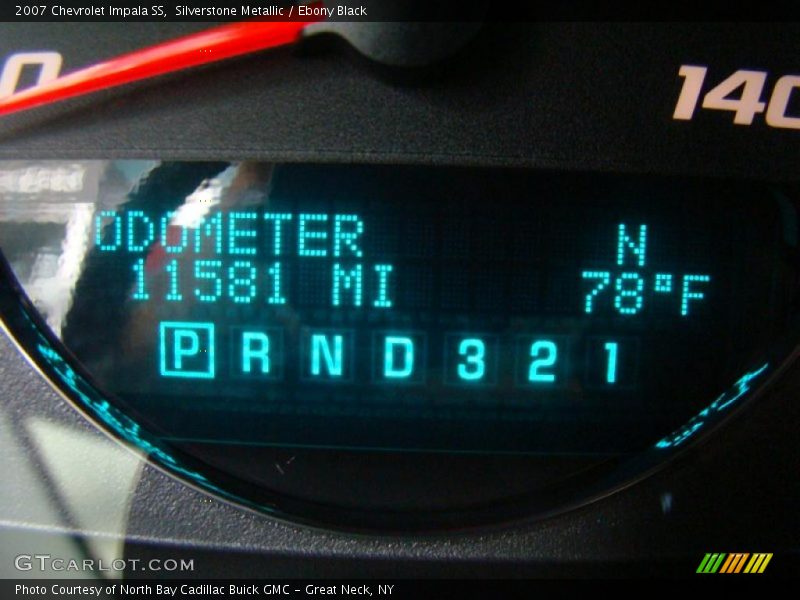 2007 Chevrolet Impala SS, Silverstone Metallic / Ebony Black
0 140
ODOMETER N
11581 MI 78°F
P R N D 3 2 1
GTCARLOT.COM
Photo Courtesy of North Bay Cadillac Buick GMC - Great Neck, NY